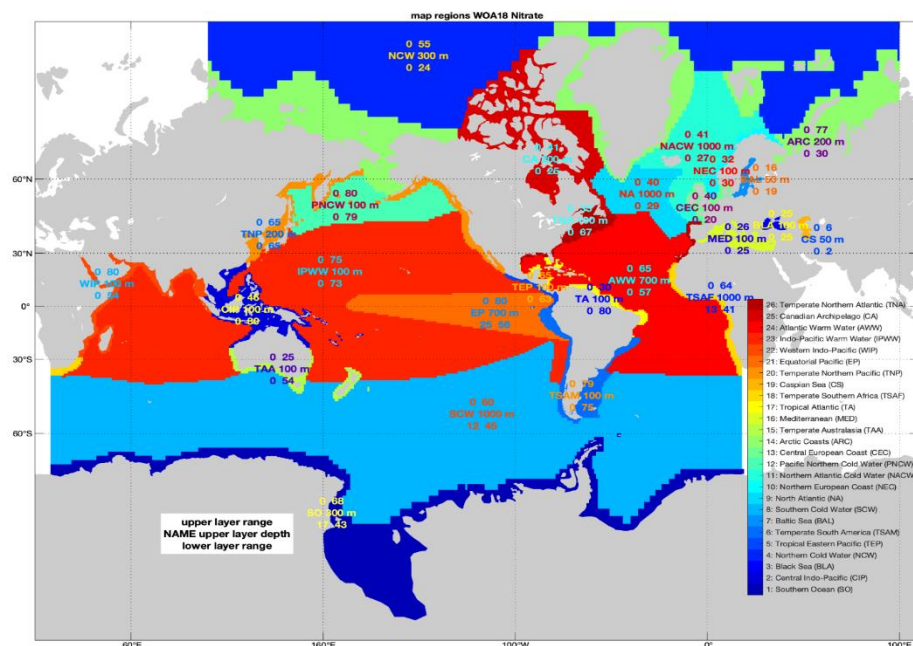 map regions WOA18 Nitrate
0 55
NCW 300 m
0 24
0 77
ARC 200 m
0 30
0 41
NACW 1000 m
0 27
0 32
NEC 100 m
0 30
0 16
50 m
0 19
CA 100 m
0 40
NA 1000 m
0 29
0 40
CEC 100 m
0 20
0 80
PNCW 100 m
0 79
60°N
60°N
0 65
TNP 200 m
0 65
0 67
0 26
MED 100 m
0 25
0 6
CS 50 m
0 2
30°N
30°N
0 75
IPWW 100 m
0 73
0 80
WIP 100 m
0 65
AWW 700 m
0 57
TEP
TA 100 m
0 80
0 64
TSAF 1000 m
13 41
0°
0°
0 80
EP 700 m
0 25
TAA 100 m
0 54
30°S
30°S
TSAM 100 m
0 75
SCW 1000 m
60°S
60°S
0 68
SO 300 m
upper layer range
NAME upper layer depth
lower layer range
26: Temperate Northern Atlantic (TNA)
25: Canadian Archipelago (CA)
24: Atlantic Warm Water (AWW)
23: Indo-Pacific Warm Water (IPWW)
22: Western Indo-Pacific (WIP)
21: Equatorial Pacific (EP)
20: Temperate Northern Pacific (TNP)
19: Caspian Sea (CS)
18: Temperate Southern Africa (TSAF)
17: Tropical Atlantic (TA)
16: Mediterranean (MED)
15: Temperate Australasia (TAA)
14: Arctic Coasts (ARC)
13: Central European Coast (CEC)
12: Pacific Northern Cold Water (PNCW)
11: Northern Atlantic Cold Water (NACW
10: Northern European Coast (NEC)
9: North Atlantic (NA)
8: Southern Cold Water (SCW)
7: Baltic Sea (BAL)
6: Temperate South America (TSAM)
5: Tropical Eastern Pacific (TEP)
4: Northern Cold Water (NCW)
3: Black Sea (BLA)
2: Central Indo-Pacific (CIP)
1: Southern Ocean (SO)
60°E
160°E
100°W
0°
100°E